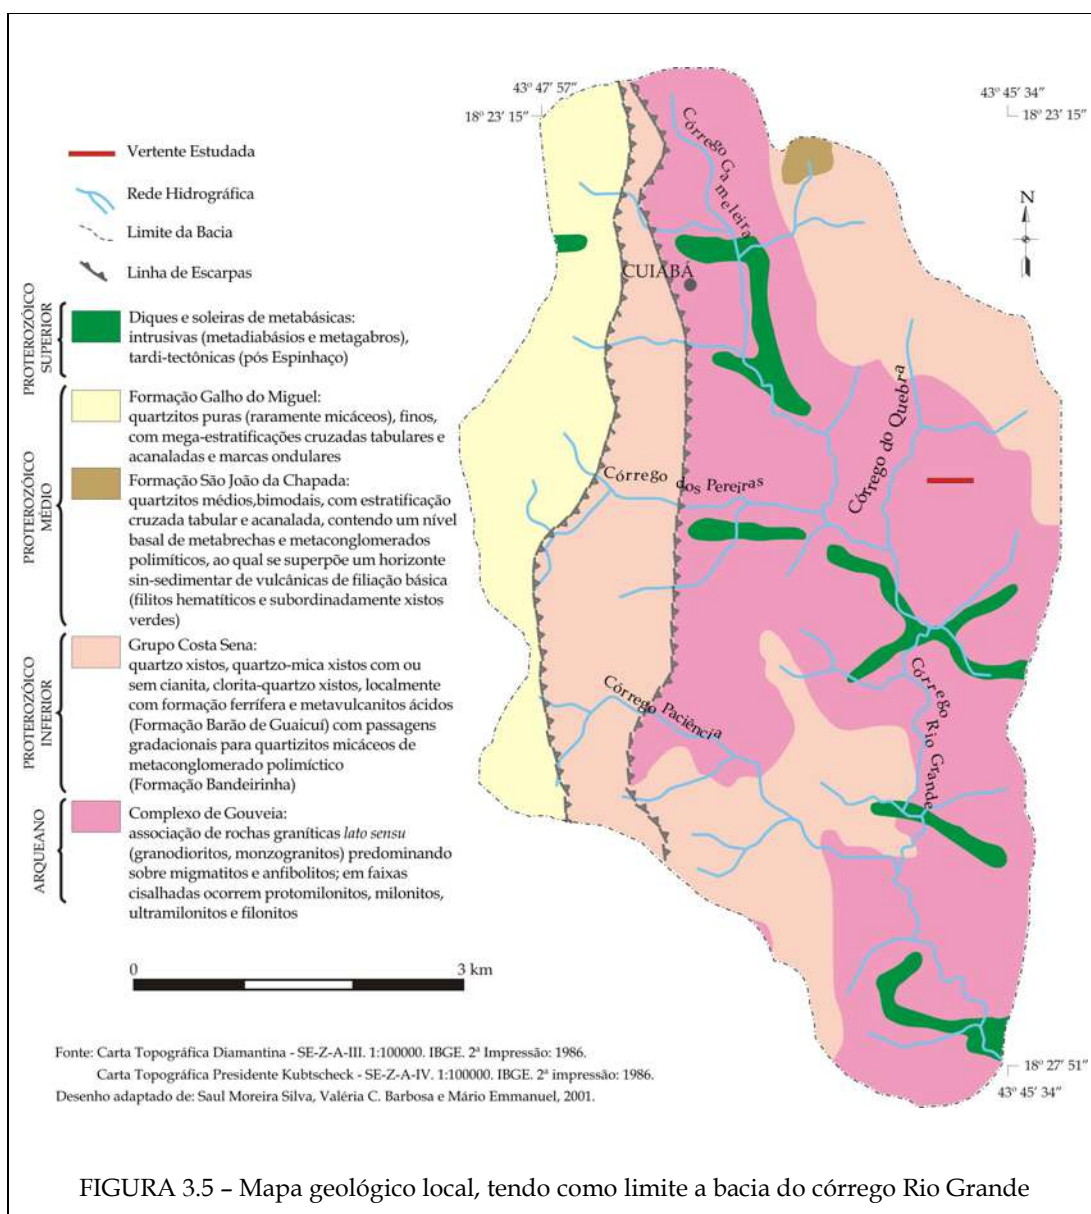 43º 47' 57"
18º 23' 15"
43º 45' 34"
18º 23' 15"
Vertente Estudada
Rede Hidrográfica
Limite da Bacia
Linha de Escarpas
N
PROTEROZÓICO
SUPERIOR
Diques e soleiras de metabásicas:
intrusivas (metadiabásios e metagabros),
tardi-tectônicas (pós Espinhaço)
PROTEROZÓICO
MÉDIO
Formação Galho do Miguel:
quartzitos puras (raramente micáceos), finos,
com mega-estratificações cruzadas tabulares e
acanaladas e marcas ondulares
Formação São João da Chapada:
quartzitos médios,bimodais, com estratificação
cruzada tabular e acanalada, contendo um nível
basal de metabrechas e metaconglomerados
polimíticos, ao qual se superpõe um horizonte
sin-sedimentar de vulcânicas de filiação básica
(filitos hematíticos e subordinadamente xistos
verdes)
PROTEROZÓICO
INFERIOR
Grupo Costa Sena:
quartzo xistos, quartzo-mica xistos com ou
sem cianita, clorita-quartzo xistos, localmente
com formação ferrífera e metavulcanitos ácidos
(Formação Barão de Guaicuí) com passagens
gradacionais para quartizitos micáceos de
metaconglomerado polimíctico
(Formação Bandeirinha)
ARQUEANO
Complexo de Gouveia:
associação de rochas graníticas lato sensu
(granodioritos, monzogranitos) predominando
sobre migmatitos e anfibolitos; em faixas
cisalhadas ocorrem protomilonitos, milonitos,
ultramilonitos e filonitos
Córrego Gameleira
CUIABÁ
Córrego do Quebra
Córrego dos Pereiras
Córrego Rio Grande
Córrego Paciência
0 3 km
18º 27' 51"
43º 45' 34"
Fonte: Carta Topográfica Diamantina - SE-Z-A-III. 1:100000. IBGE. 2ª Impressão: 1986.
Carta Topográfica Presidente Kubtscheck - SE-Z-A-IV. 1:100000. IBGE. 2ª impressão: 1986.
Desenho adaptado de: Saul Moreira Silva, Valéria C. Barbosa e Mário Emmanuel, 2001.
FIGURA 3.5 – Mapa geológico local, tendo como limite a bacia do córrego Rio Grande